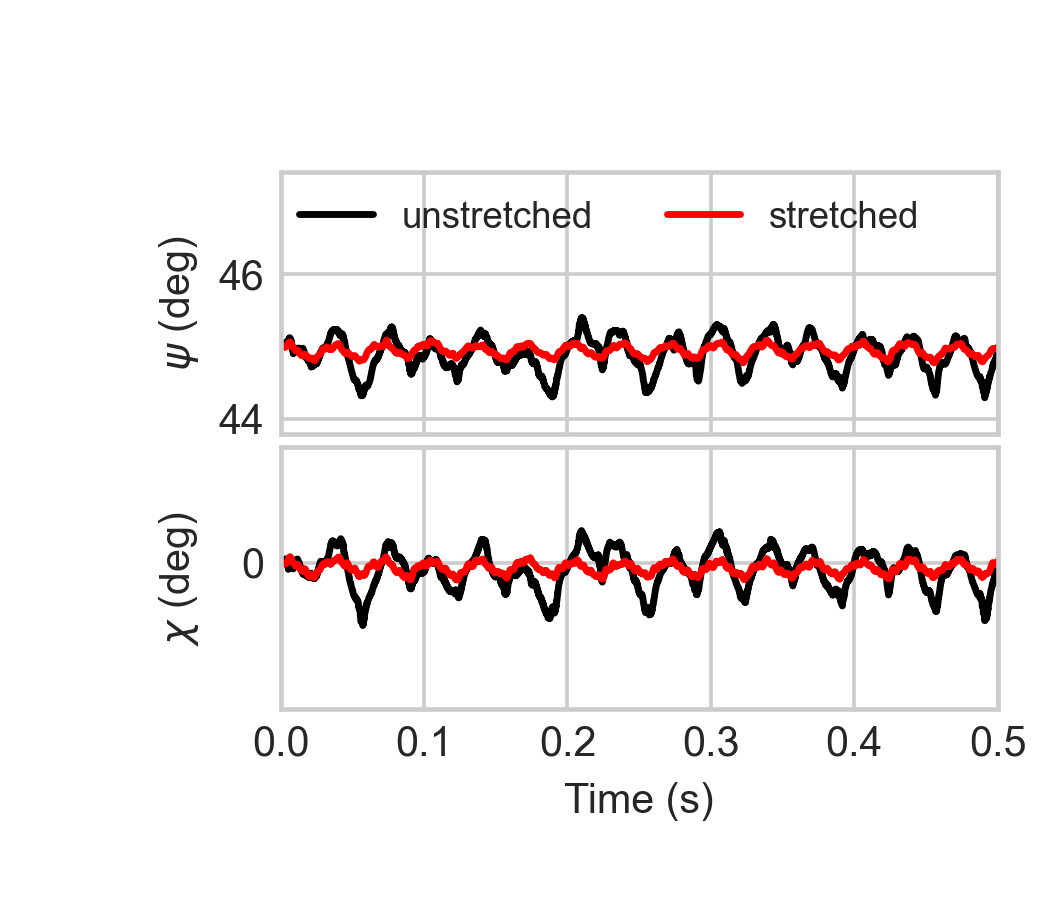 unstretched stretched
ψ (deg)
46
44
χ (deg)
0
0.0 0.1 0.2 0.3 0.4 0.5
Time (s)